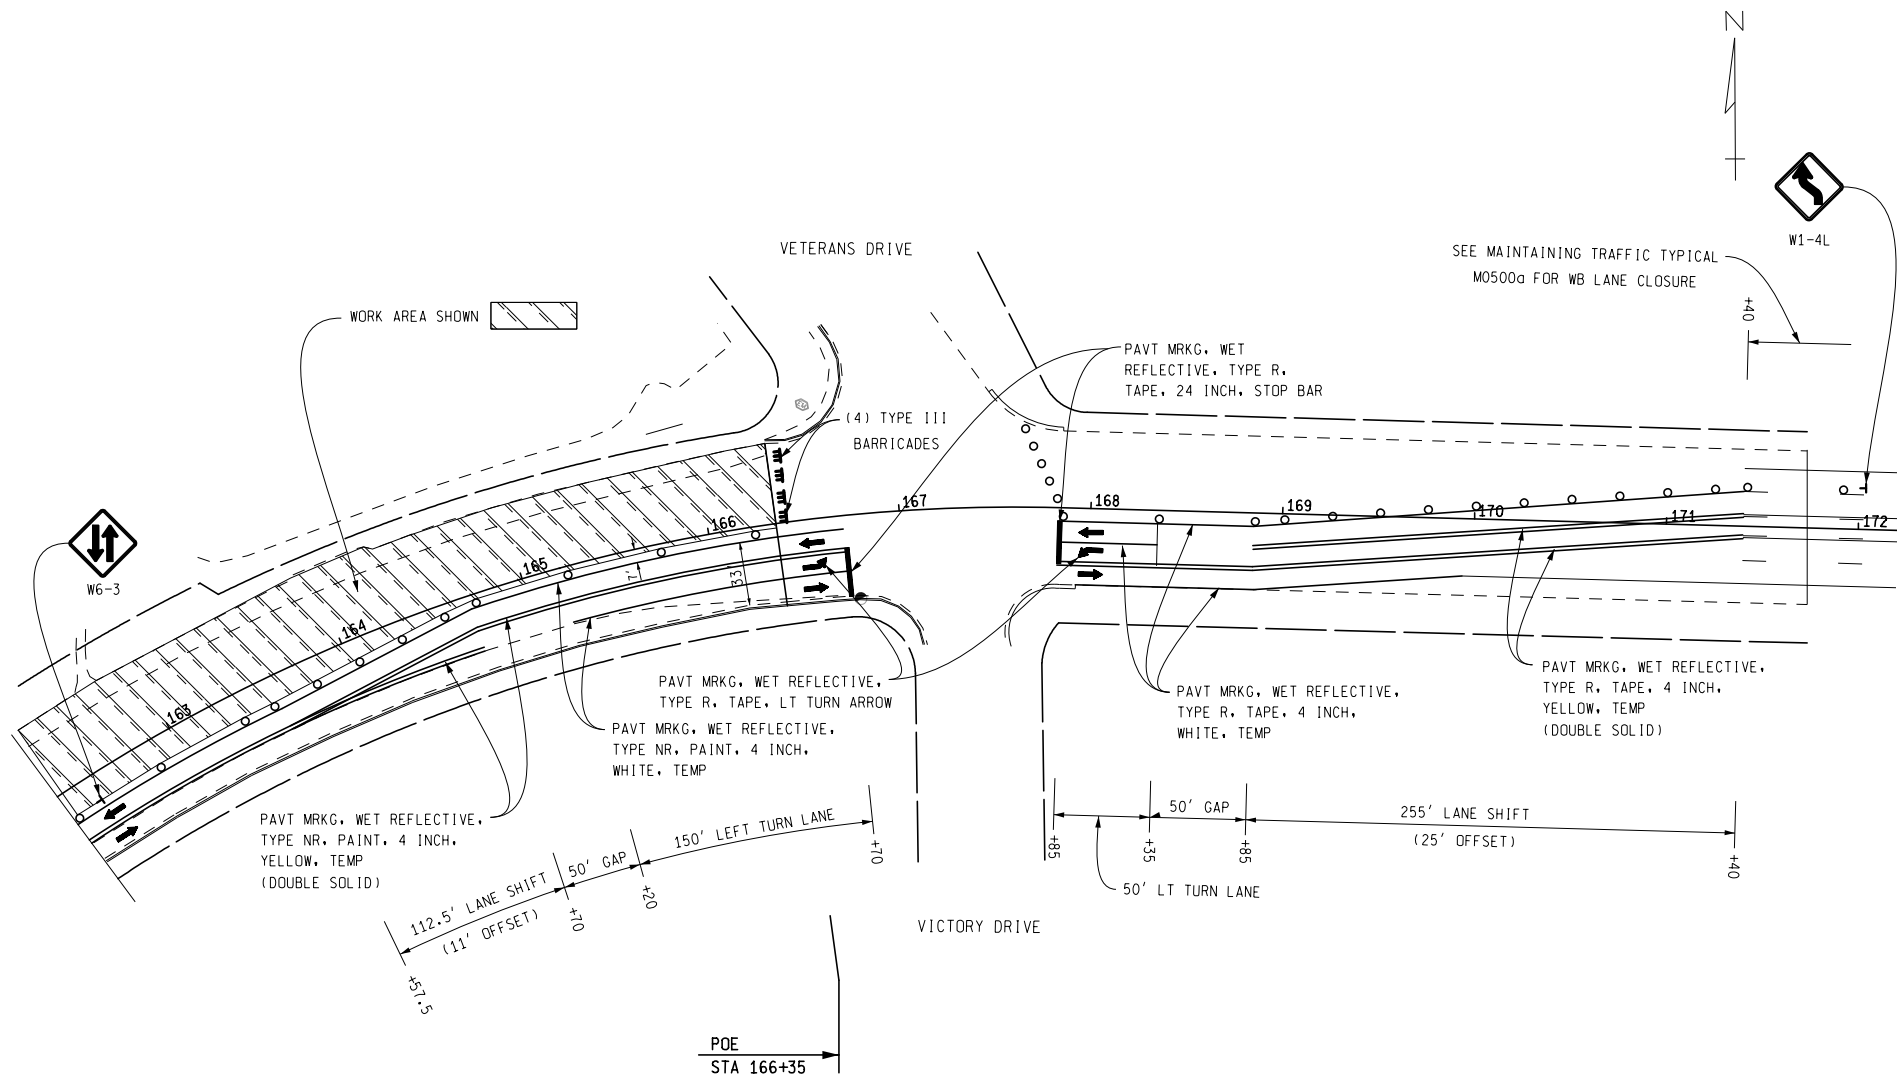 N
W1-4L
VETERANS DRIVE
SEE MAINTAINING TRAFFIC TYPICAL
M0500a FOR WB LANE CLOSURE
+40
WORK AREA SHOWN
PAVT MRKG, WET
REFLECTIVE, TYPE R,
TAPE, 24 INCH, STOP BAR
(4) TYPE III
BARRICADES
W6-3
163
164
165
166
167
168
169
170
171
172
7'
33'
PAVT MRKG, WET REFLECTIVE,
TYPE R, TAPE, LT TURN ARROW
PAVT MRKG, WET REFLECTIVE,
TYPE NR, PAINT, 4 INCH,
WHITE, TEMP
PAVT MRKG, WET REFLECTIVE,
TYPE R, TAPE, 4 INCH,
WHITE, TEMP
PAVT MRKG, WET REFLECTIVE,
TYPE R, TAPE, 4 INCH,
YELLOW, TEMP
(DOUBLE SOLID)
PAVT MRKG, WET REFLECTIVE,
TYPE NR, PAINT, 4 INCH,
YELLOW, TEMP
(DOUBLE SOLID)
112.5' LANE SHIFT
(11' OFFSET)
50' GAP
150' LEFT TURN LANE
+57.5
+70
+20
+70
50' GAP
255' LANE SHIFT
(25' OFFSET)
+85
+35
+85
+40
50' LT TURN LANE
VICTORY DRIVE
POE
STA 166+35